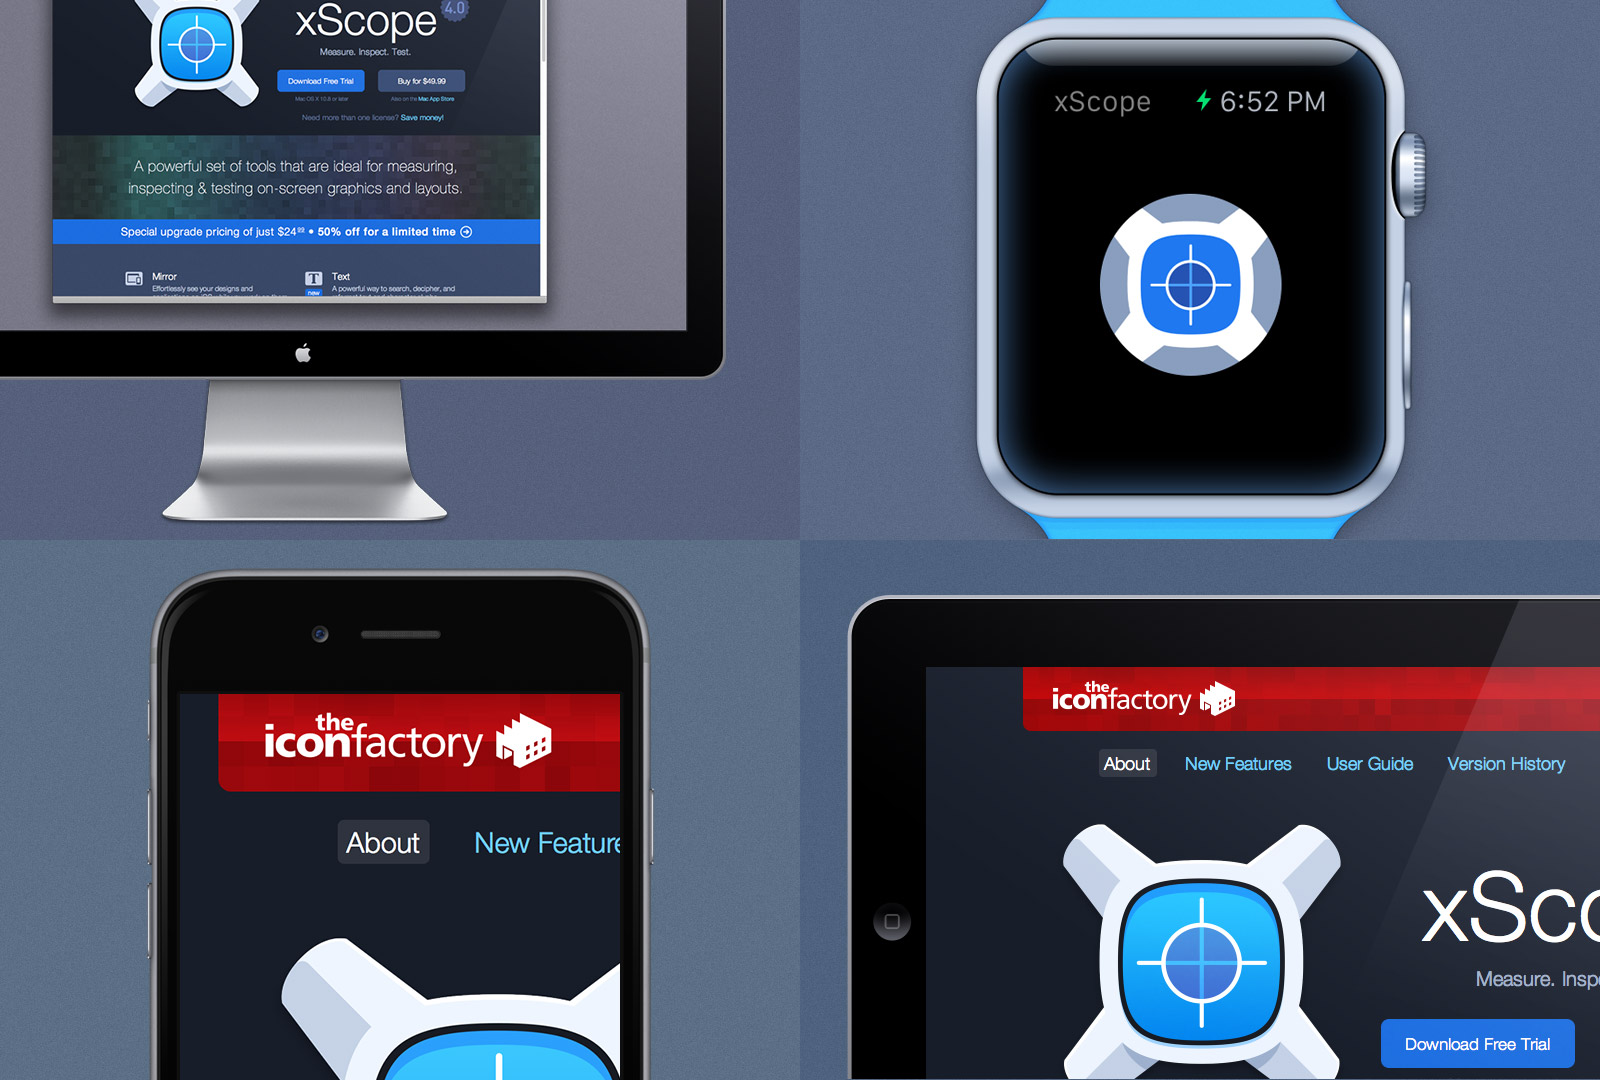 xScope
4.0
Measure. Inspect. Test.
Download Free Trial
Buy for $49.99
Mac OS X 10.8 or later
Also on the Mac App Store
Need more than one license? Save money!
A powerful set of tools that are ideal for measuring,
inspecting & testing on-screen graphics and layouts.
Special upgrade pricing of just $24.99 • 50% off for a limited time
Mirror
Effortlessly see your designs and
Text
A powerful way to search, decipher, and
new
xScope
6:52 PM
the
iconfactory
About
New Feature
the
iconfactory
About
New Features
User Guide
Version History
xSco
Measure. Inspe
Download Free Trial